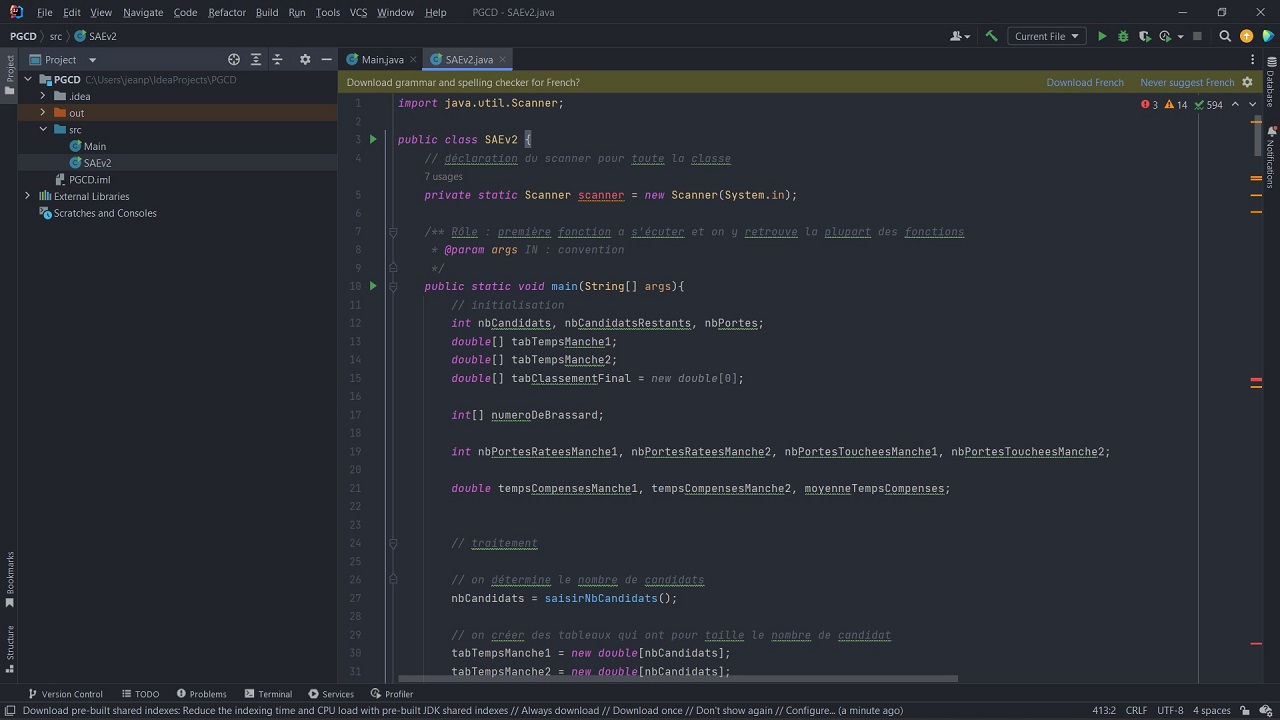 File Edit View Navigate Code Refactor Build Run Tools VCS Window Help PGCD - SAEv2.java
PGCD src SAEv2 Current File
Project Main.java SAEv2.java
PGCD C:\Users\jeanp\IdeaProjects\PGCD
.idea
out
src
Main
SAEv2
PGCD.iml
External Libraries
Scratches and Consoles
Project
Bookmarks
Structure
Download grammar and spelling checker for French? Download French Never suggest French
3 14 594
1 import java.util.Scanner;
2
3 public class SAEv2 {
4 // déclaration du scanner pour toute la classe
7 usages
5 private static Scanner scanner = new Scanner(System.in);
6
7 /** Rôle : première fonction a s'écuter et on y retrouve la plupart des fonctions
8 * @param args IN : convention
9 */
10 public static void main(String[] args){
11 // initialisation
12 int nbCandidats, nbCandidatsRestants, nbPortes;
13 double[] tabTempsManche1;
14 double[] tabTempsManche2;
15 double[] tabClassementFinal = new double[0];
16
17 int[] numeroDeBrassard;
18
19 int nbPortesRateesManche1, nbPortesRateesManche2, nbPortesToucheesManche1, nbPortesToucheesManche2;
20
21 double tempsCompensesManche1, tempsCompensesManche2, moyenneTempsCompenses;
22
23
24 // traitement
25
26 // on détermine le nombre de candidats
27 nbCandidats = saisirNbCandidats();
28
29 // on créer des tableaux qui ont pour taille le nombre de candidat
30 tabTempsManche1 = new double[nbCandidats];
31 tabTempsManche2 = new double[nbCandidats];
Database
Notifications
Version Control TODO Problems Terminal Services Profiler
Download pre-built shared indexes: Reduce the indexing time and CPU load with pre-built JDK shared indexes // Always download // Download once // Don't show again // Configure... (a minute ago) 413:2 CRLF UTF-8 4 spaces